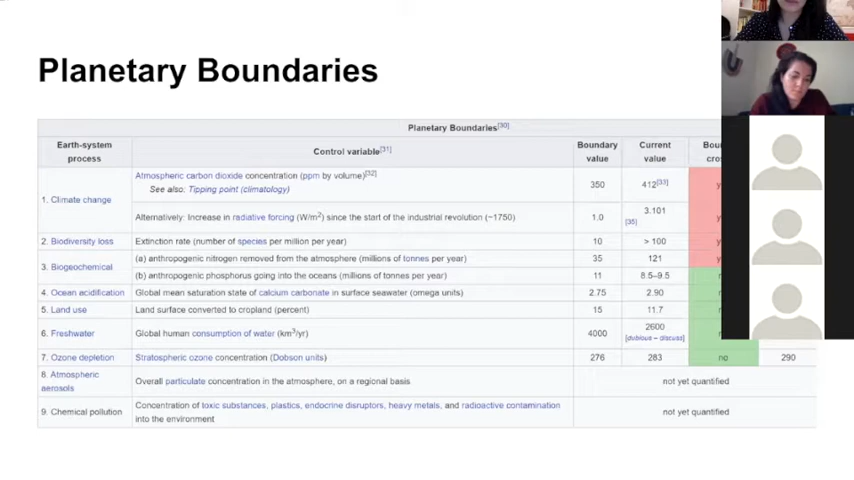 Planetary Boundaries
Planetary Boundaries[30]
Earth-system process Control variable[31] Boundary value Current value
1. Climate change Atmospheric carbon dioxide concentration (ppm by volume)[32] 350 412[33]
See also: Tipping point (climatology)
Alternatively: Increase in radiative forcing (W/m2) since the start of the industrial revolution (~1750) 1.0 3.101
[35]
2. Biodiversity loss Extinction rate (number of species per million per year) 10 > 100
3. Biogeochemical (a) anthropogenic nitrogen removed from the atmosphere (millions of tonnes per year) 35 121
(b) anthropogenic phosphorus going into the oceans (millions of tonnes per year) 11 8.5–9.5
4. Ocean acidification Global mean saturation state of calcium carbonate in surface seawater (omega units) 2.75 2.90
5. Land use Land surface converted to cropland (percent) 15 11.7
6. Freshwater Global human consumption of water (km3/yr) 4000 2600
[dubious – discuss]
7. Ozone depletion Stratospheric ozone concentration (Dobson units) 276 283 no 290
8. Atmospheric aerosols Overall particulate concentration in the atmosphere, on a regional basis not yet quantified
9. Chemical pollution Concentration of toxic substances, plastics, endocrine disruptors, heavy metals, and radioactive contamination
into the environment not yet quantified